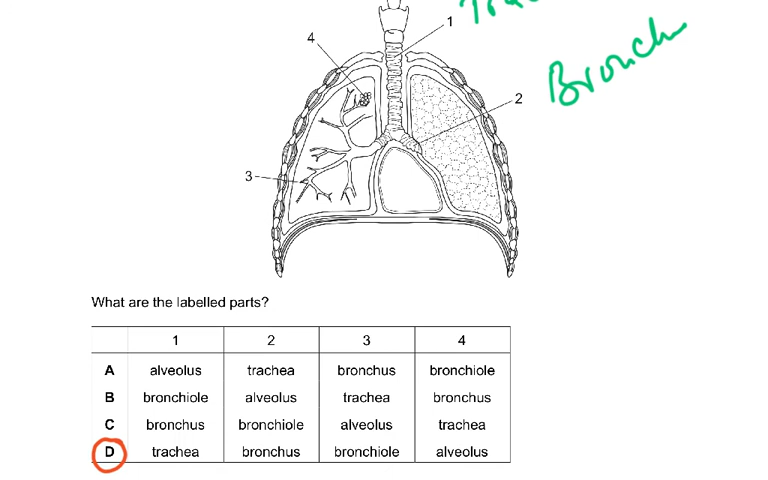 1
4
Bronch
2
3
What are the labelled parts?
1 2 3 4
A alveolus trachea bronchus bronchiole
B bronchiole alveolus trachea bronchus
C bronchus bronchiole alveolus trachea
D trachea bronchus bronchiole alveolus